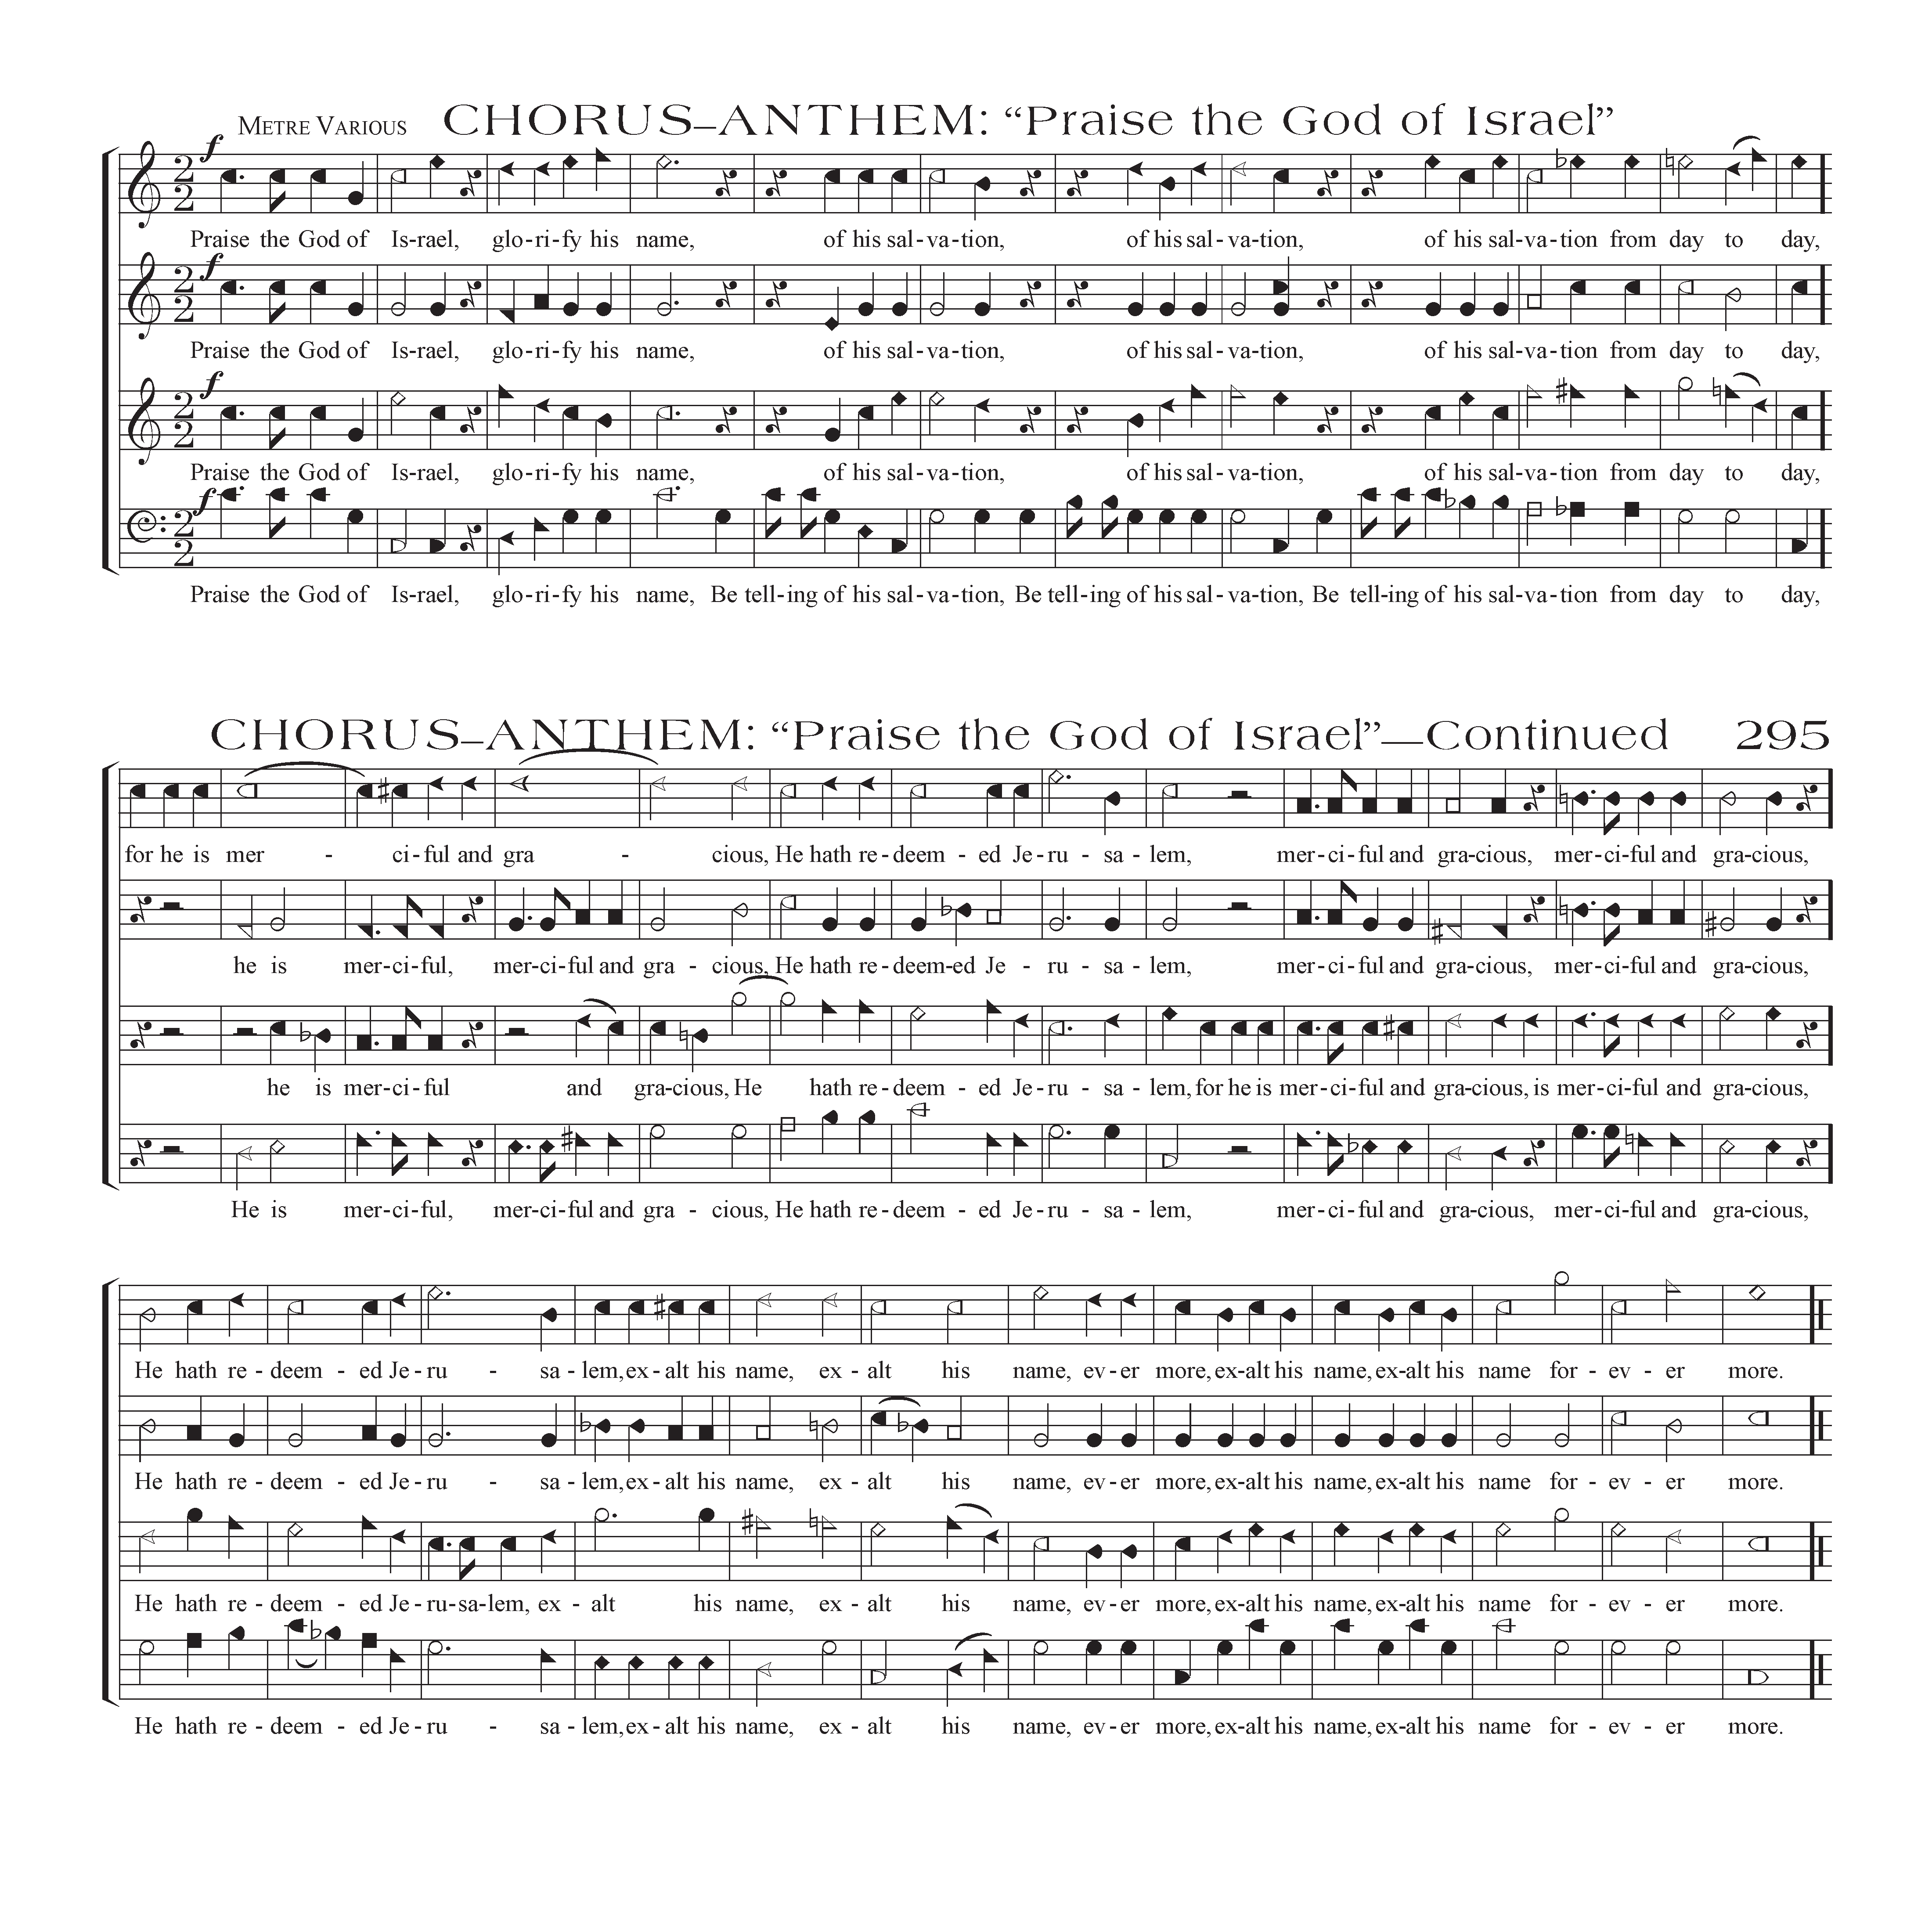 METRE VARIOUS CHORUS–ANTHEM: “Praise the God of Israel”
f
2 2
Praise the God of Is-rael, glo-ri-fy his name, of his sal-va-tion, of his sal-va-tion, of his sal-va-tion from day to day,
f
2 2
Praise the God of Is-rael, glo-ri-fy his name, of his sal-va-tion, of his sal-va-tion, of his sal-va-tion from day to day,
f
2 2
Praise the God of Is-rael, glo-ri-fy his name, of his sal-va-tion, of his sal-va-tion, of his sal-va-tion from day to day,
f
2 2
Praise the God of Is-rael, glo-ri-fy his name, Be tell-ing of his sal-va-tion, Be tell-ing of his sal-va-tion, Be tell-ing of his sal-va-tion from day to day,
CHORUS–ANTHEM: “Praise the God of Israel”—Continued 295
for he is mer - ci-ful and gra - cious, He hath re-deem - ed Je-ru - sa - lem, mer-ci-ful and gra-cious, mer-ci-ful and gra-cious,
he is mer-ci-ful, mer-ci-ful and gra - cious, He hath re-deem-ed Je - ru - sa - lem, mer-ci-ful and gra-cious, mer-ci-ful and gra-cious,
he is mer-ci-ful and gra-cious, He hath re-deem - ed Je-ru - sa - lem, for he is mer-ci-ful and gra-cious, is mer-ci-ful and gra-cious,
He is mer-ci-ful, mer-ci-ful and gra - cious, He hath re-deem - ed Je-ru - sa - lem, mer-ci-ful and gra-cious, mer-ci-ful and gra-cious,
He hath re-deem - ed Je-ru - sa-lem, ex-alt his name, ex-alt his name, ev-er more, ex-alt his name, ex-alt his name for - ev - er more.
He hath re-deem - ed Je-ru - sa-lem, ex-alt his name, ex-alt his name, ev-er more, ex-alt his name, ex-alt his name for - ev - er more.
He hath re-deem - ed Je-ru-sa-lem, ex - alt his name, ex-alt his name, ev-er more, ex-alt his name, ex-alt his name for - ev - er more.
He hath re-deem - ed Je-ru - sa-lem, ex-alt his name, ex-alt his name, ev-er more, ex-alt his name, ex-alt his name for - ev - er more.